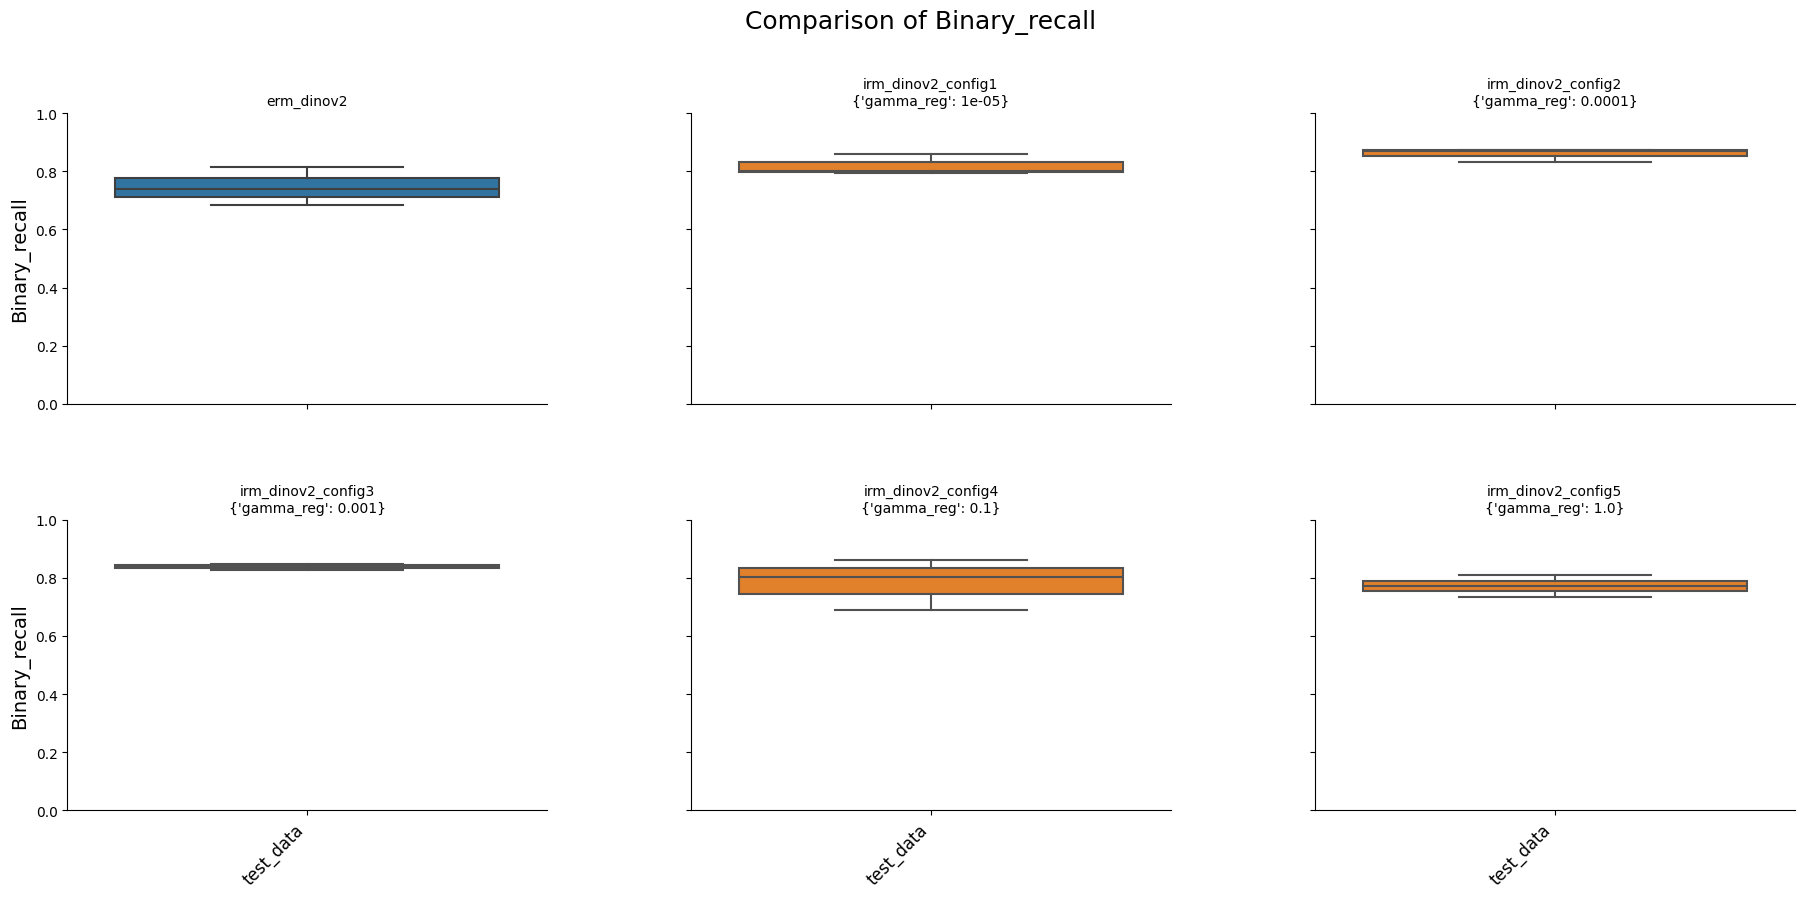 Comparison of Binary_recall
erm_dinov2
irm_dinov2_config1
{'gamma_reg': 1e-05}
irm_dinov2_config2
{'gamma_reg': 0.0001}
Binary_recall
1.0
0.8
0.6
0.4
0.2
0.0
irm_dinov2_config3
{'gamma_reg': 0.001}
irm_dinov2_config4
{'gamma_reg': 0.1}
irm_dinov2_config5
{'gamma_reg': 1.0}
Binary_recall
1.0
0.8
0.6
0.4
0.2
0.0
test_data
test_data
test_data